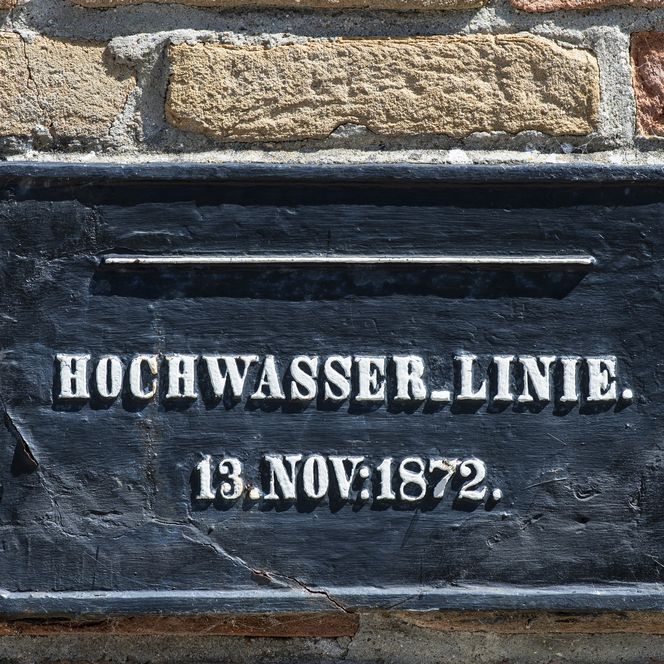 HOCHWASSER_LINIE.
13. NOV: 1872.